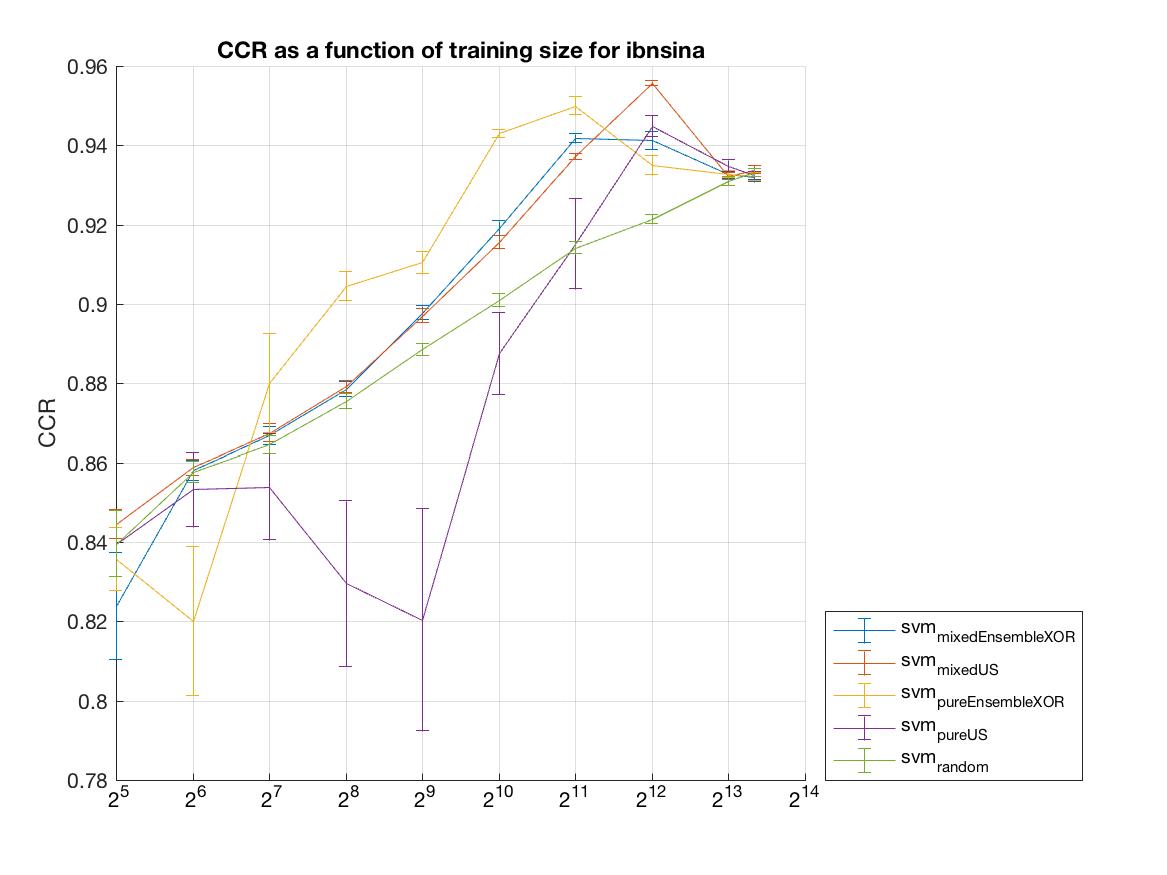 CCR as a function of training size for ibnsina
CCR
0.96
0.94
0.92
0.9
0.88
0.86
0.84
0.82
0.8
0.78
2^5 2^6 2^7 2^8 2^9 2^10 2^11 2^12 2^13 2^14
svm_mixedEnsembleXOR
svm_mixedUS
svm_pureEnsembleXOR
svm_pureUS
svm_random